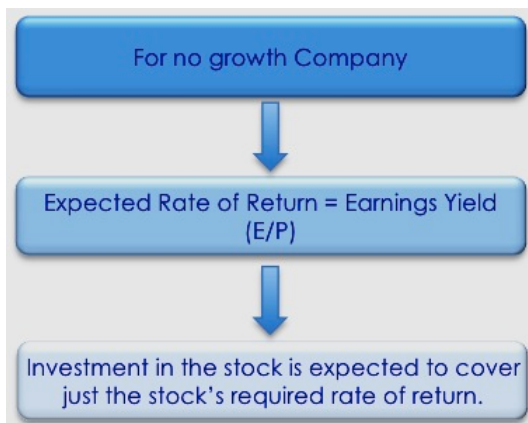 For no growth Company
Expected Rate of Return = Earnings Yield
(E/P)
Investment in the stock is expected to cover
just the stock's required rate of return.